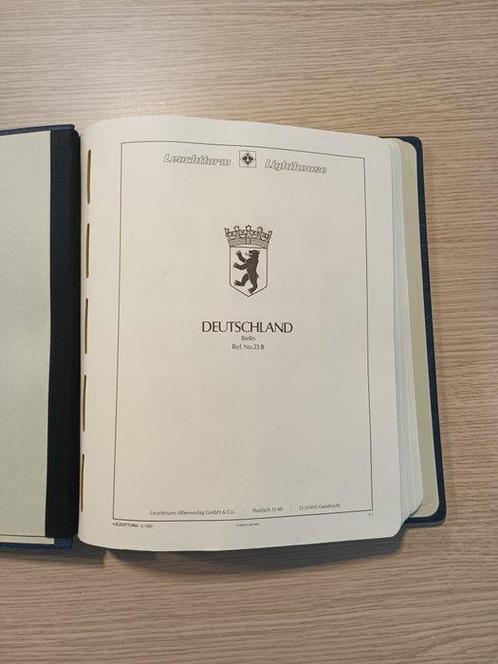 Leuchtturm Lighthouse
DEUTSCHLAND
Berlin
Ref. No. 23 B
Leuchtturm Albenverlag GmbH & Co. · Postfach 13 40 · D-21495 Geesthacht